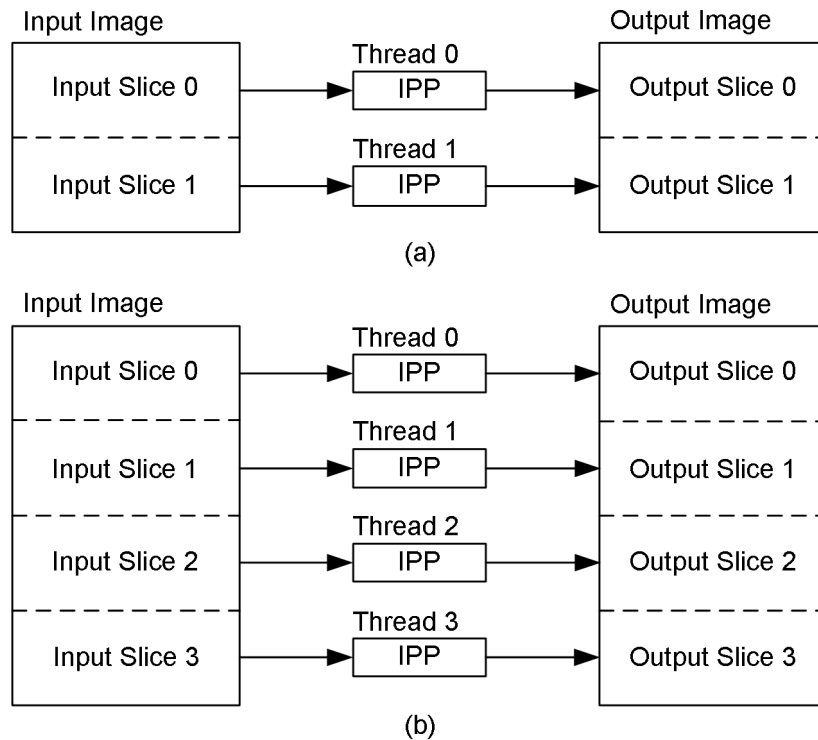 Input Image
Output Image
Thread 0
Input Slice 0
IPP
Output Slice 0
Thread 1
Input Slice 1
IPP
Output Slice 1
(a)
Input Image
Output Image
Thread 0
Input Slice 0
IPP
Output Slice 0
Thread 1
Input Slice 1
IPP
Output Slice 1
Thread 2
Input Slice 2
IPP
Output Slice 2
Thread 3
Input Slice 3
IPP
Output Slice 3
(b)